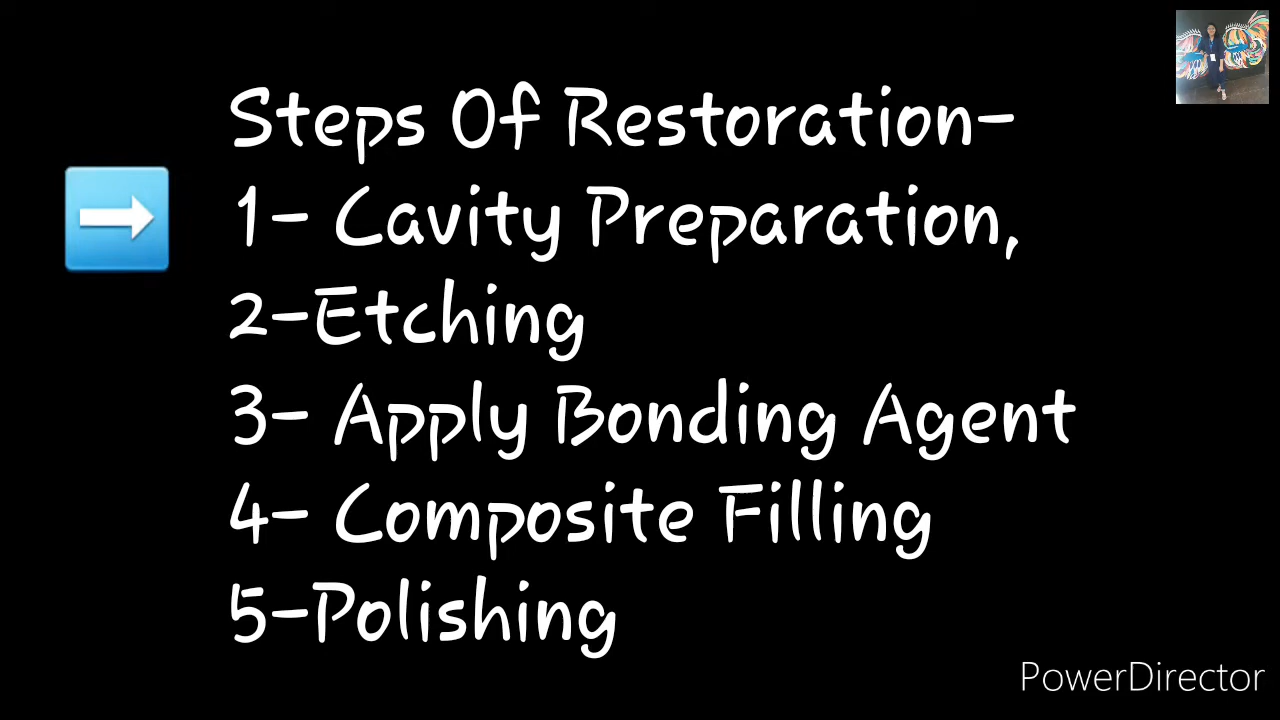 Steps Of Restoration-
1- Cavity Preparation,
2-Etching
3- Apply Bonding Agent
4- Composite Filling
5-Polishing
PowerDirector